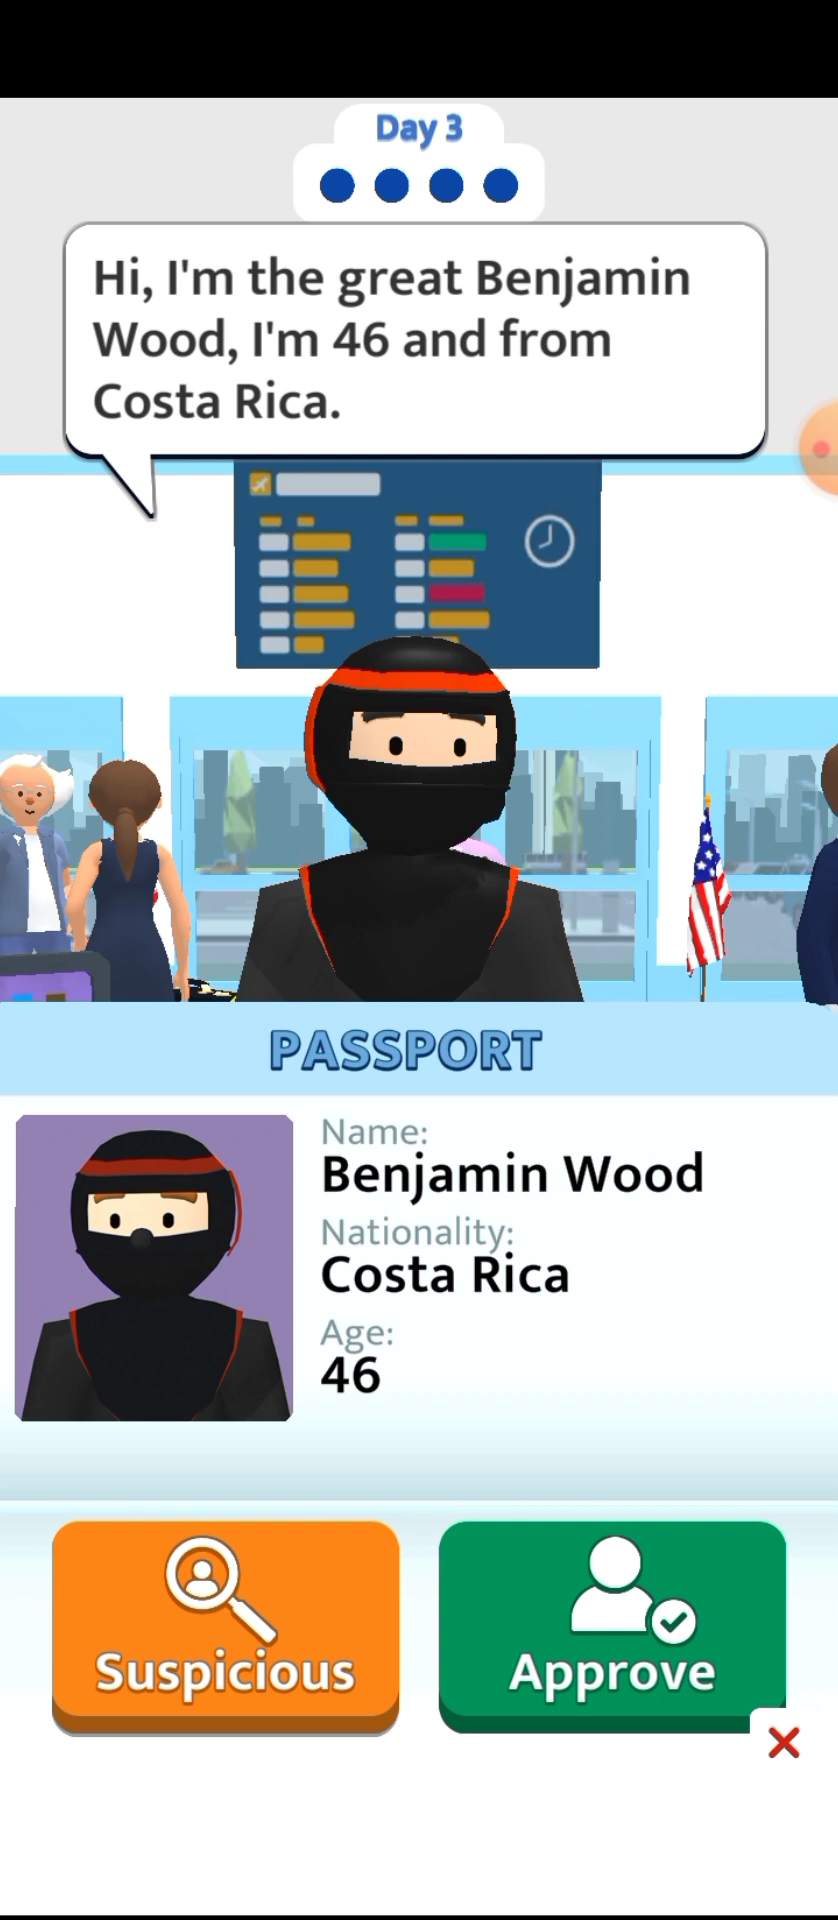 Day 3
Hi, I'm the great Benjamin
Wood, I'm 46 and from
Costa Rica.
PASSPORT
Name:
Benjamin Wood
Nationality:
Costa Rica
Age:
46
Suspicious
Approve